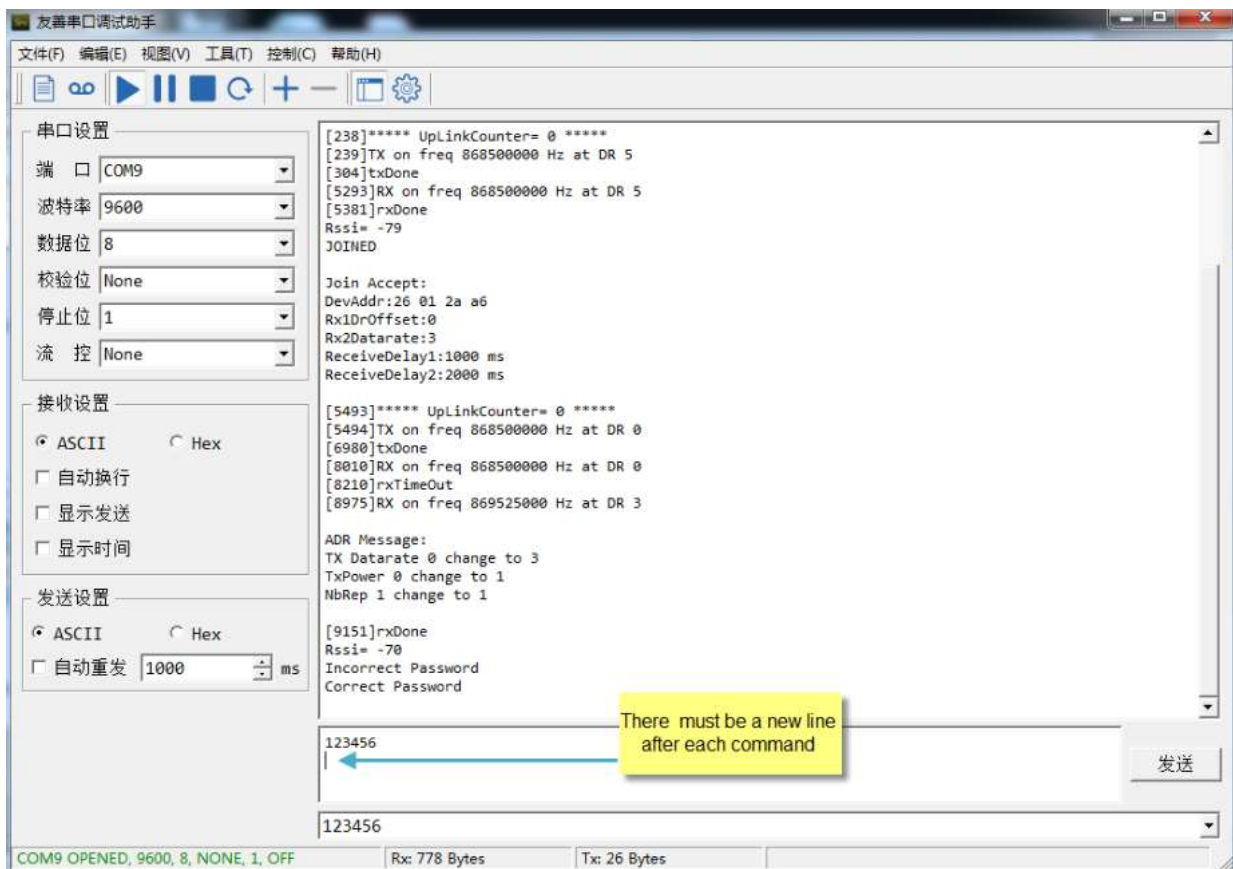 友善串口调试助手
文件(F) 编辑(E) 视图(V) 工具(T) 控制(C) 帮助(H)
串口设置
端 口 COM9
波特率 9600
数据位 8
校验位 None
停止位 1
流 控 None
接收设置
ASCII Hex
自动换行
显示发送
显示时间
发送设置
ASCII Hex
自动重发 1000 ms
[238]***** UpLinkCounter= 0 *****
[239]TX on freq 868500000 Hz at DR 5
[304]txDone
[5293]RX on freq 868500000 Hz at DR 5
[5381]rxDone
Rssi= -79
JOINED
Join Accept:
DevAddr:26 01 2a a6
Rx1DrOffset:0
Rx2Datarate:3
ReceiveDelay1:1000 ms
ReceiveDelay2:2000 ms
[5493]***** UpLinkCounter= 0 *****
[5494]TX on freq 868500000 Hz at DR 0
[6980]txDone
[8010]RX on freq 868500000 Hz at DR 0
[8210]rxTimeOut
[8975]RX on freq 869525000 Hz at DR 3
ADR Message:
TX Datarate 0 change to 3
TxPower 0 change to 1
NbRep 1 change to 1
[9151]rxDone
Rssi= -70
Incorrect Password
Correct Password
There must be a new line
after each command
123456
发送
123456
COM9 OPENED, 9600, 8, NONE, 1, OFF Rx: 778 Bytes Tx: 26 Bytes